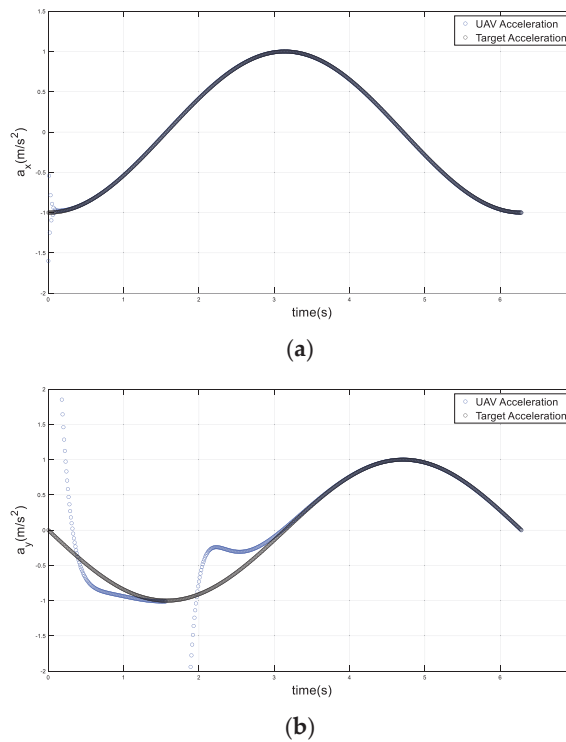 1.5
UAV Acceleration
Target Acceleration
1
0.5
0
-0.5
-1
-1.5
-2
a_x(m/s^2)
0 1 2 3 4 5 6
time(s)
(a)
2
UAV Acceleration
Target Acceleration
1.5
1
0.5
0
-0.5
-1
-1.5
-2
a_y(m/s^2)
0 1 2 3 4 5 6
time(s)
(b)